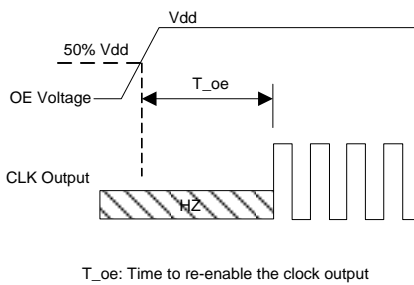 Vdd
50% Vdd
T_oe
OE Voltage
CLK Output
HZ
T_oe: Time to re-enable the clock output